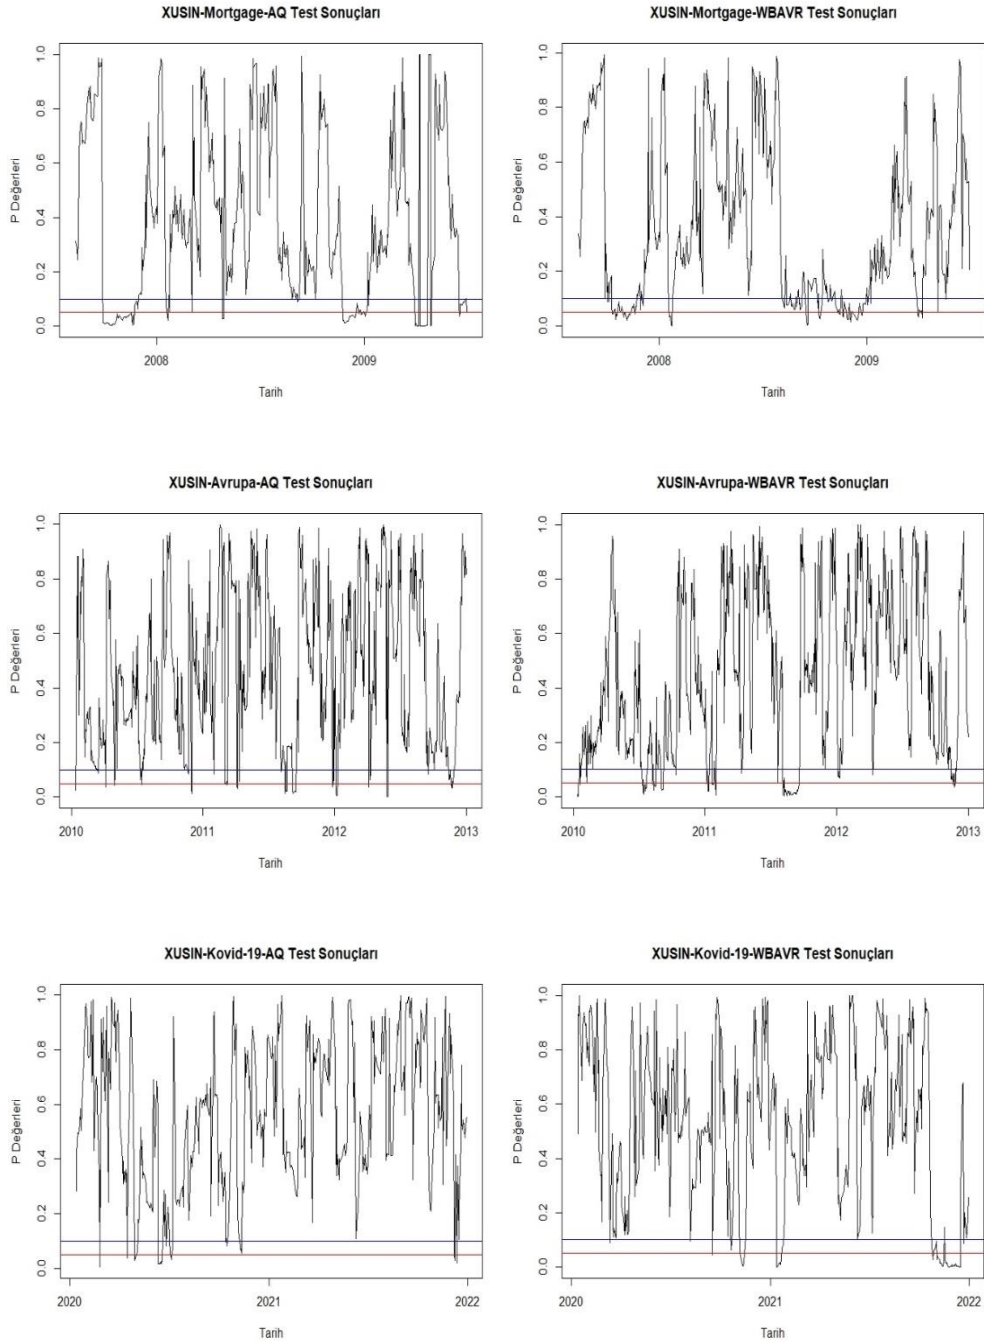 XUSIN-Mortgage-AQ Test Sonuçları
P Değerleri
0.0 0.2 0.4 0.6 0.8 1.0
2008 2009
Tarih
XUSIN-Mortgage-WBAVR Test Sonuçları
P Değerleri
0.0 0.2 0.4 0.6 0.8 1.0
2008 2009
Tarih
XUSIN-Avrupa-AQ Test Sonuçları
P Değerleri
0.0 0.2 0.4 0.6 0.8 1.0
2010 2011 2012 2013
Tarih
XUSIN-Avrupa-WBAVR Test Sonuçları
P Değerleri
0.0 0.2 0.4 0.6 0.8 1.0
2010 2011 2012 2013
Tarih
XUSIN-Kovid-19-AQ Test Sonuçları
P Değerleri
0.0 0.2 0.4 0.6 0.8 1.0
2020 2021 2022
Tarih
XUSIN-Kovid-19-WBAVR Test Sonuçları
P Değerleri
0.0 0.2 0.4 0.6 0.8 1.0
2020 2021 2022
Tarih